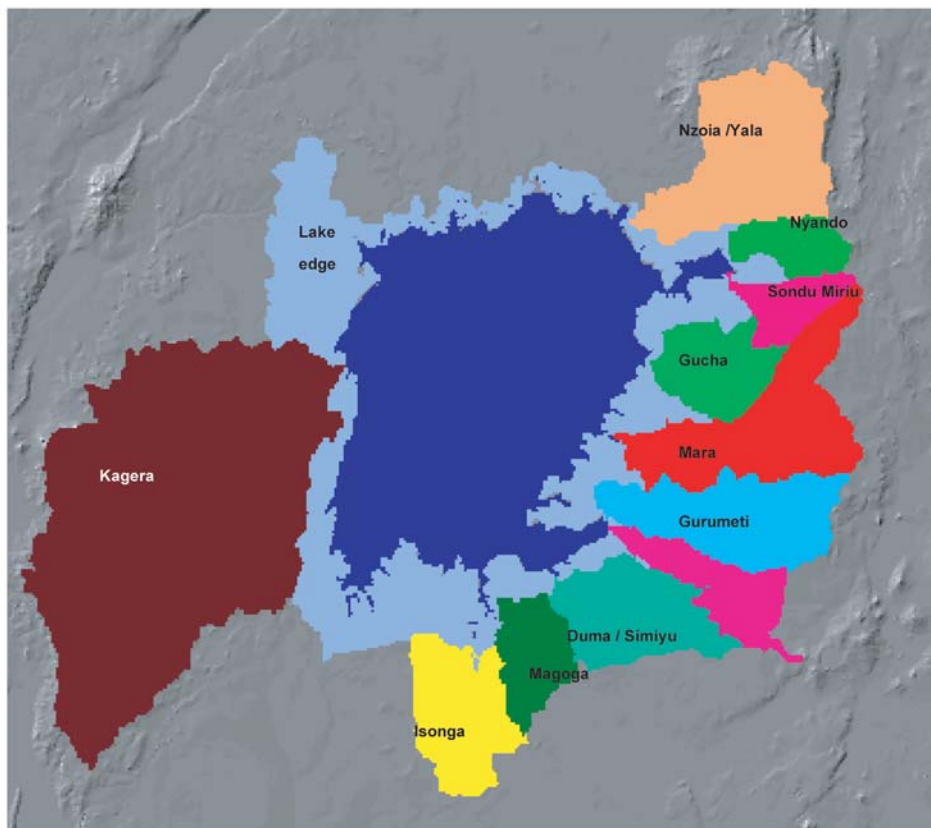 Nzoia /Yala
Nyando
Lake
edge
Sondu Miriu
Gucha
Mara
Kagera
Gurumeti
Duma / Simiyu
Magoga
Isonga